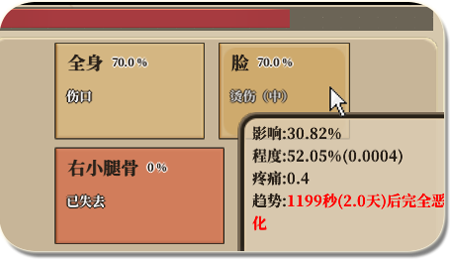 全身 70.0%
伤口
脸 70.0%
烫伤（中）
右小腿骨 0%
已失去
影响:30.82%
程度:52.05%(0.0004)
疼痛:0.4
趋势:1199秒(2.0天)后完全恶
化